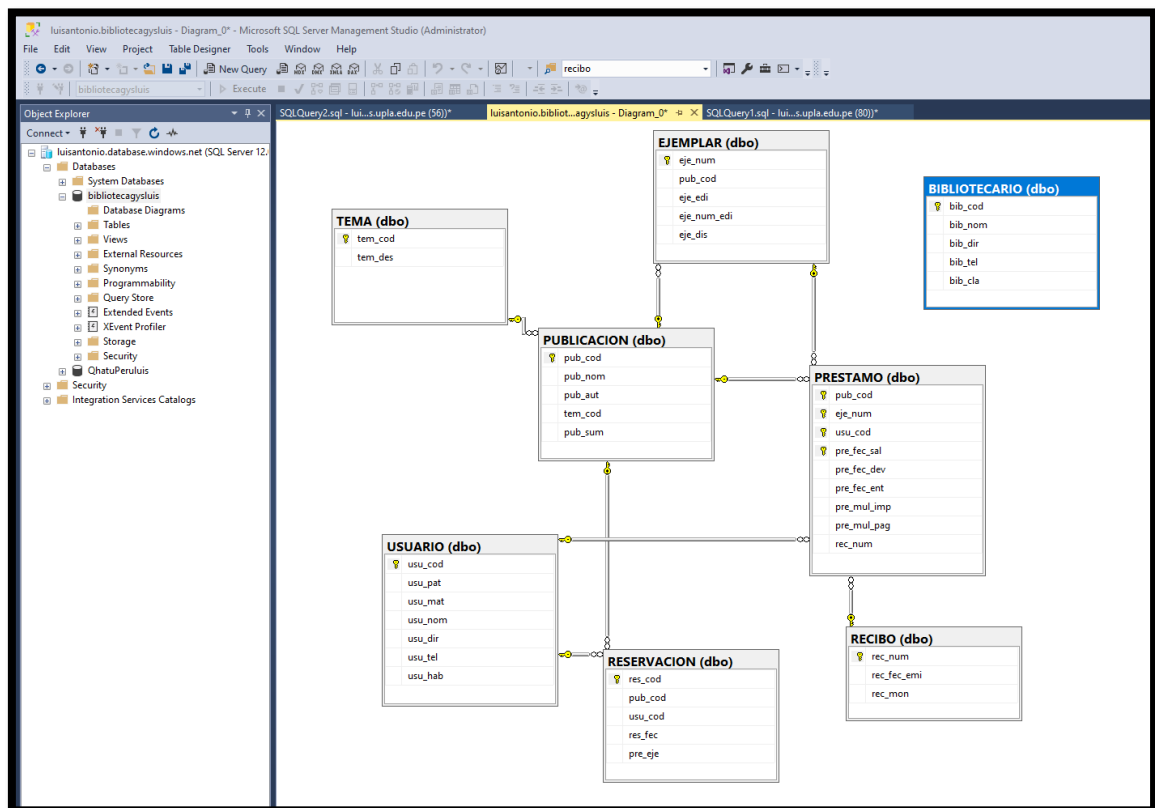 luisantonio.bibliotecagysluis - Diagram_0* - Microsoft SQL Server Management Studio (Administrator)
File Edit View Project Table Designer Tools Window Help
New Query MDX DMX XMLA DAX recibo
bibliotecagysluis Execute
Object Explorer
Connect
luisantonio.database.windows.net (SQL Server 12.
Databases
System Databases
bibliotecagysluis
Database Diagrams
Tables
Views
External Resources
Synonyms
Programmability
Query Store
Extended Events
XEvent Profiler
Storage
Security
QhatuPeruluis
Security
Integration Services Catalogs
SQLQuery2.sql - lui...s.upla.edu.pe (56))* luisantonio.bibliot...agysluis - Diagram_0* SQLQuery1.sql - lui...s.upla.edu.pe (80))*
EJEMPLAR (dbo)
eje_num
pub_cod
eje_edi
eje_num_edi
eje_dis
BIBLIOTECARIO (dbo)
bib_cod
bib_nom
bib_dir
bib_tel
bib_cla
TEMA (dbo)
tem_cod
tem_des
PUBLICACION (dbo)
pub_cod
pub_nom
pub_aut
tem_cod
pub_sum
PRESTAMO (dbo)
pub_cod
eje_num
usu_cod
pre_fec_sal
pre_fec_dev
pre_fec_ent
pre_mul_imp
pre_mul_pag
rec_num
USUARIO (dbo)
usu_cod
usu_pat
usu_mat
usu_nom
usu_dir
usu_tel
usu_hab
RESERVACION (dbo)
res_cod
pub_cod
usu_cod
res_fec
pre_eje
RECIBO (dbo)
rec_num
rec_fec_emi
rec_mon